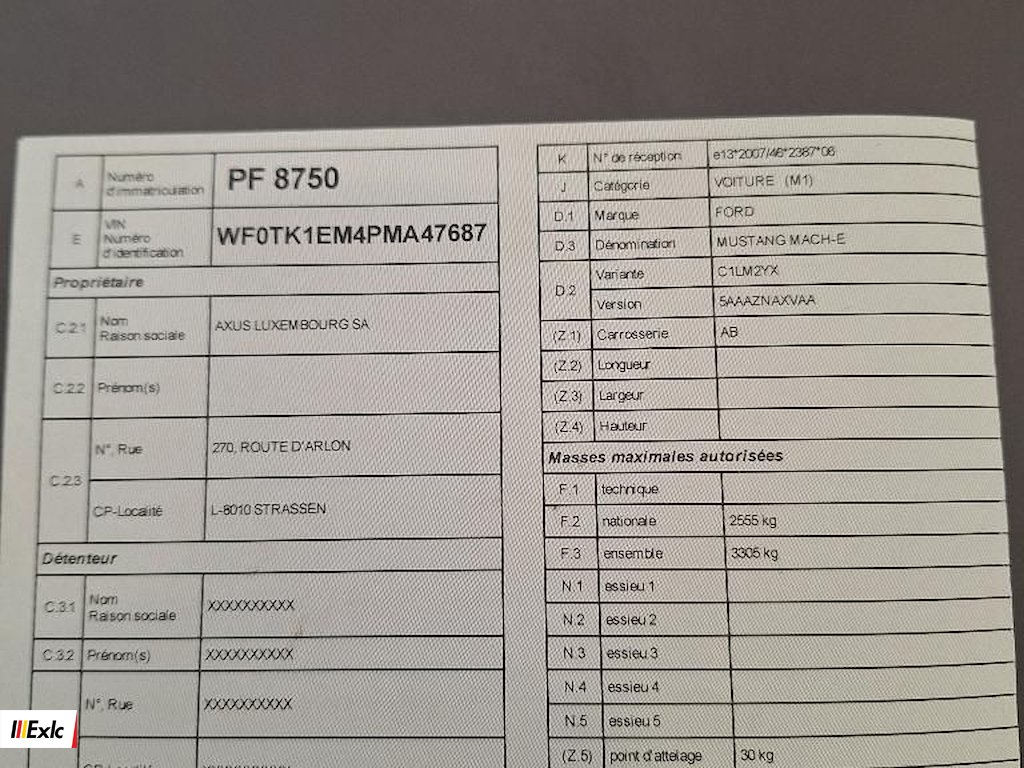 A
Numéro
d'immatriculation
PF 8750
E
VIN
Numéro
d'identification
WF0TK1EM4PMA47687
Propriétaire
C.2.1
Nom
Raison sociale
AXUS LUXEMBOURG SA
C.2.2
Prénom(s)
C.2.3
N°, Rue
270, ROUTE D'ARLON
CP-Localité
L-8010 STRASSEN
Détenteur
C.3.1
Nom
Raison sociale
XXXXXXXXXX
C.3.2
Prénom(s)
XXXXXXXXXX
N°, Rue
XXXXXXXXXX
K
N° de réception
e13*2007/46*2387*06
J
Catégorie
VOITURE (M1)
D.1
Marque
FORD
D.3
Dénomination
MUSTANG MACH-E
D.2
Variante
C1LM2YX
Version
5AAAZNAXVAA
(Z.1)
Carrosserie
AB
(Z.2)
Longueur
(Z.3)
Largeur
(Z.4)
Hauteur
Masses maximales autorisées
F.1
technique
F.2
nationale
2555 kg
F.3
ensemble
3305 kg
N.1
essieu 1
N.2
essieu 2
N.3
essieu 3
N.4
essieu 4
N.5
essieu 5
(Z.5)
point d'attelage
30 kg
Exlc